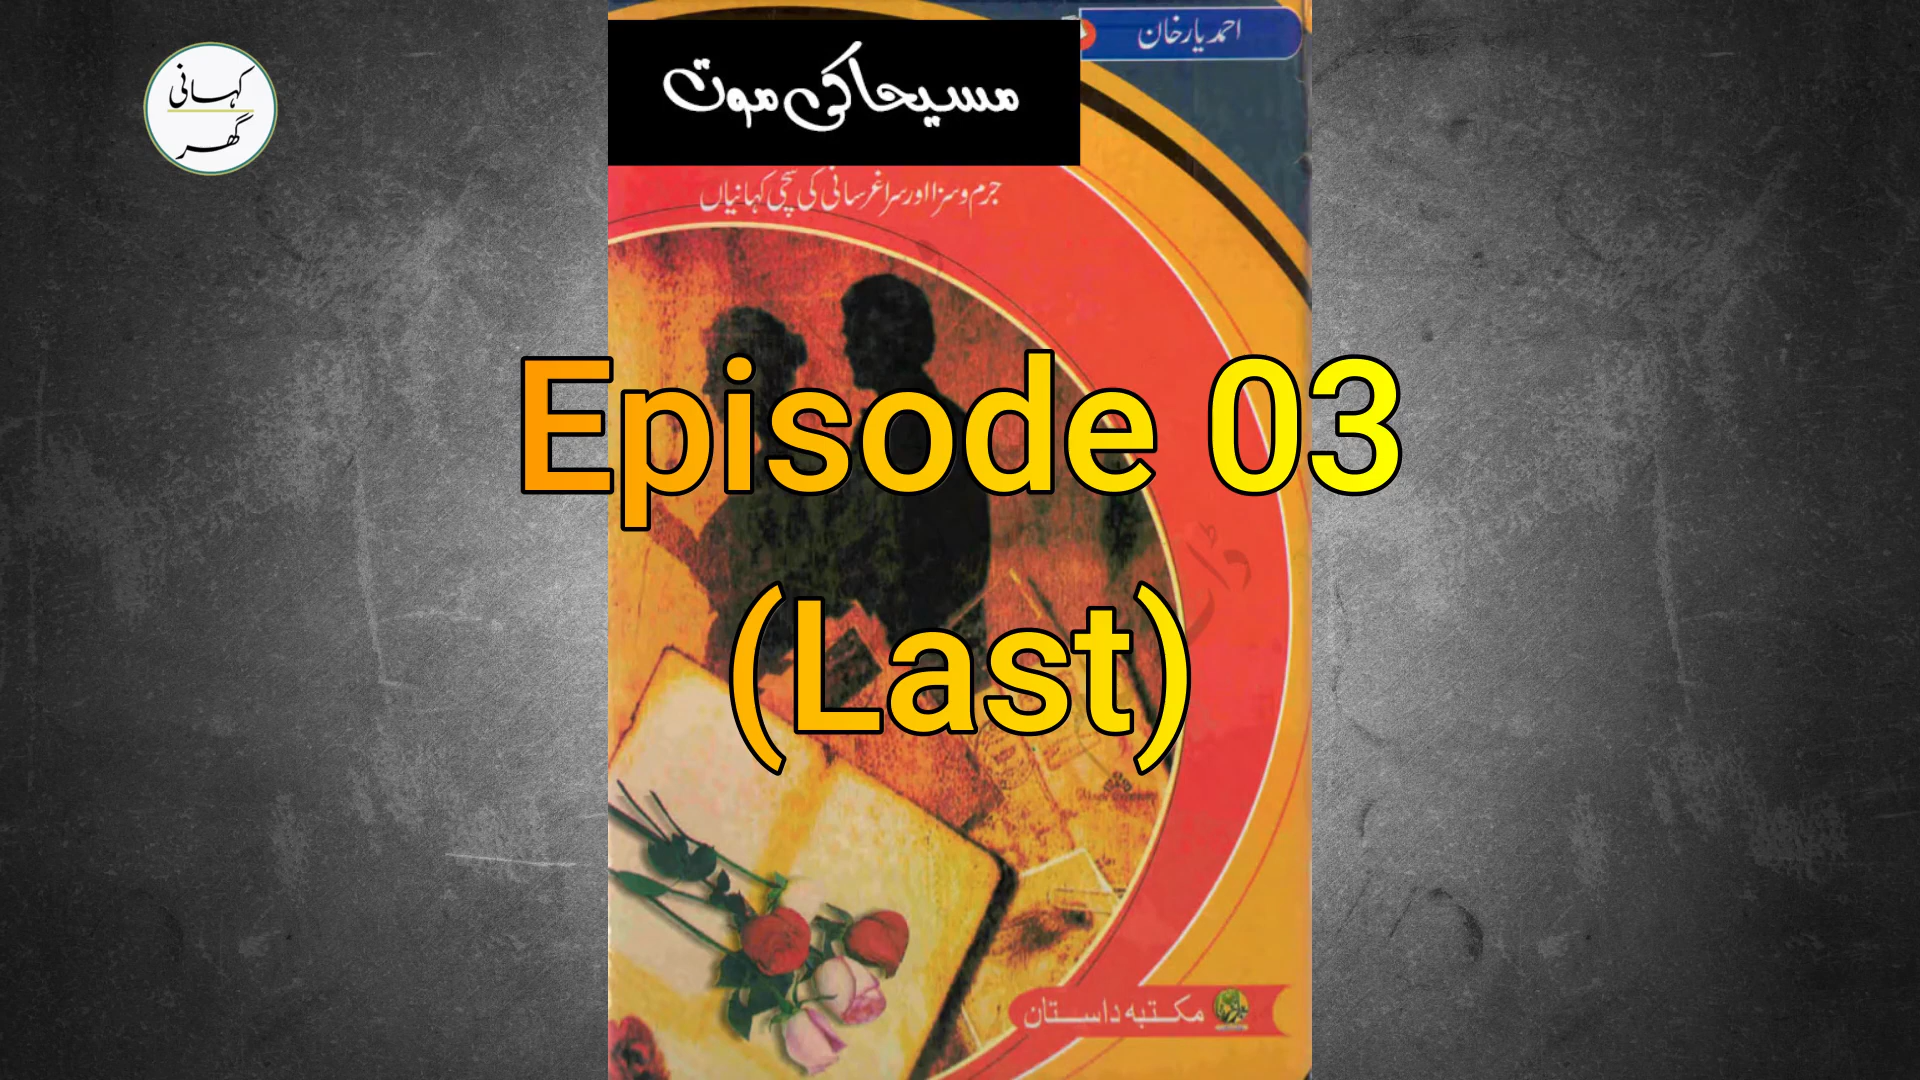 کہانی
گھر
احمد یار خان
مسیحا کی موت
جرم و سزا اور سراغرسانی کی سچی کہانیاں
Episode 03
(Last)
مکتبہ داستان